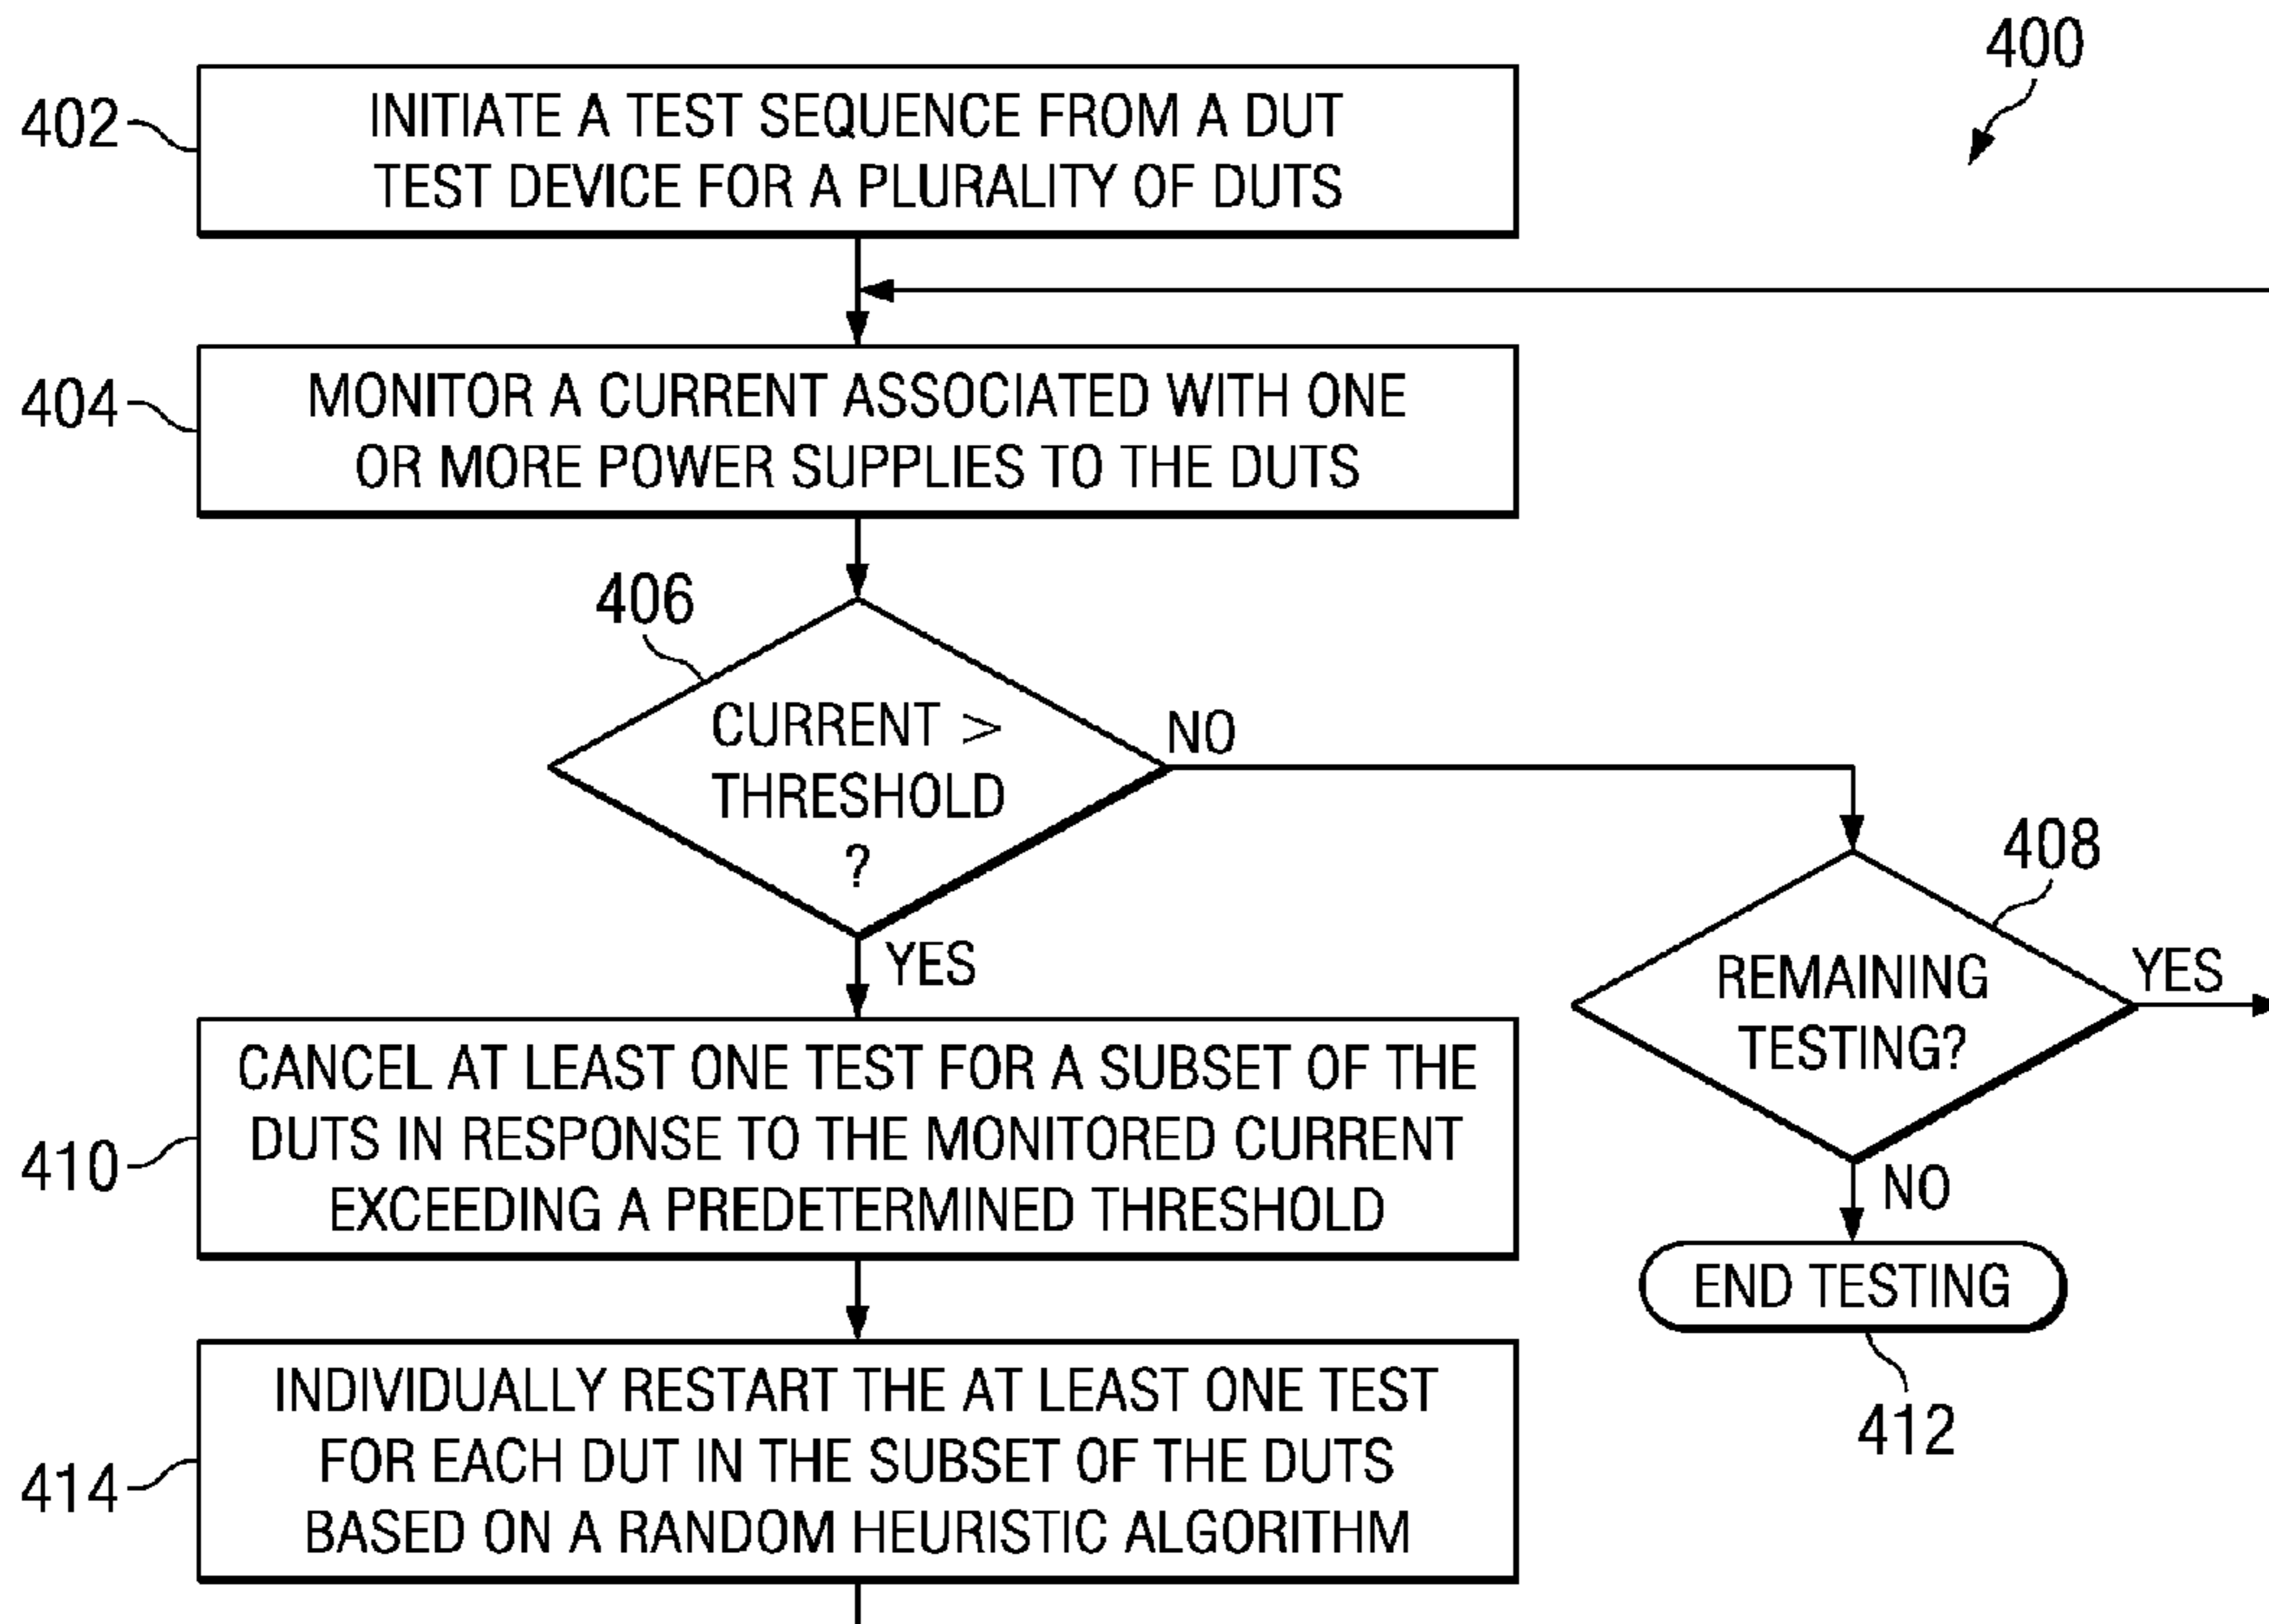 400
402
INITIATE A TEST SEQUENCE FROM A DUT
TEST DEVICE FOR A PLURALITY OF DUTS
404
MONITOR A CURRENT ASSOCIATED WITH ONE
OR MORE POWER SUPPLIES TO THE DUTS
406
CURRENT >
THRESHOLD
?
NO
YES
408
REMAINING
TESTING?
YES
NO
410
CANCEL AT LEAST ONE TEST FOR A SUBSET OF THE
DUTS IN RESPONSE TO THE MONITORED CURRENT
EXCEEDING A PREDETERMINED THRESHOLD
END TESTING
412
414
INDIVIDUALLY RESTART THE AT LEAST ONE TEST
FOR EACH DUT IN THE SUBSET OF THE DUTS
BASED ON A RANDOM HEURISTIC ALGORITHM